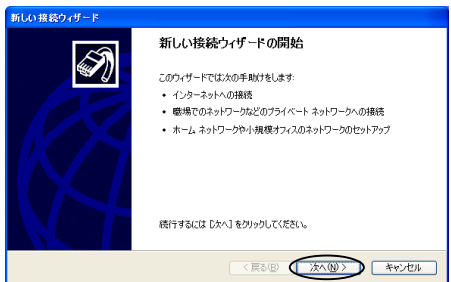 新しい接続ウィザード
新しい接続ウィザードの開始
このウィザードでは次の手助けをします:
• インターネットへの接続
• 職場でのネットワークなどのプライベート ネットワークへの接続
• ホーム ネットワークや小規模オフィスのネットワークのセットアップ
続行するには [次へ] をクリックしてください。
< 戻る(B)
次へ(N) >
キャンセル